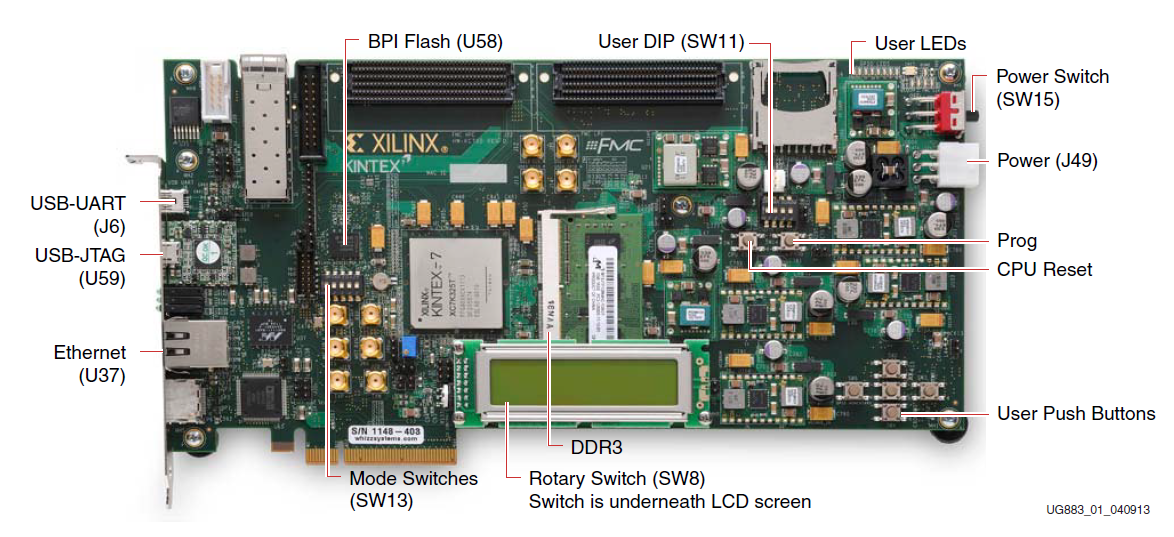 BPI Flash (U58)
User DIP (SW11)
User LEDs
Power Switch
(SW15)
Power (J49)
USB-UART
(J6)
USB-JTAG
(U59)
Prog
CPU Reset
Ethernet
(U37)
User Push Buttons
DDR3
Mode Switches
(SW13)
Rotary Switch (SW8)
Switch is underneath LCD screen
UG883_01_040913
XILINX®
KINTEX
FMC
USB UART
XILINX®
KINTEX-7
XC7K325T
S/N 1148-403
whizzsystems.com